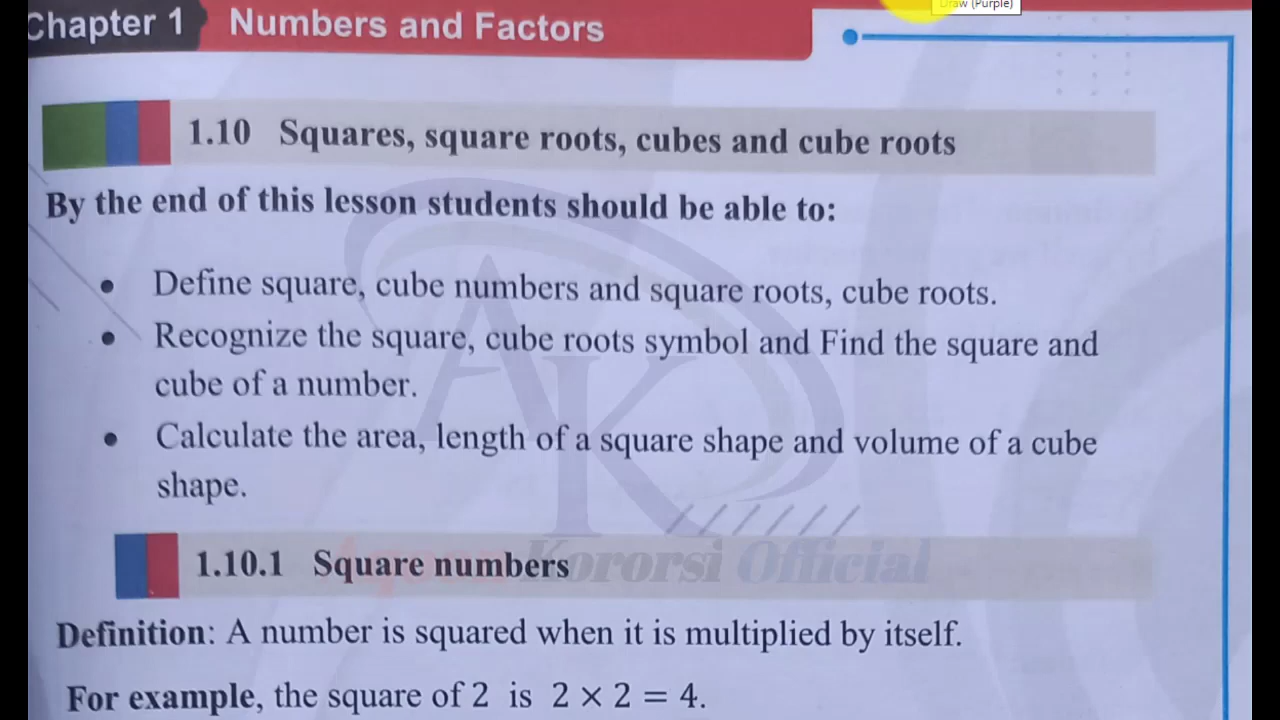 Draw (Purple)
Chapter 1 Numbers and Factors
1.10 Squares, square roots, cubes and cube roots
By the end of this lesson students should be able to:
• Define square, cube numbers and square roots, cube roots.
• Recognize the square, cube roots symbol and Find the square and
cube of a number.
• Calculate the area, length of a square shape and volume of a cube
shape.
AK
Kororsi Official
1.10.1 Square numbers
Definition: A number is squared when it is multiplied by itself.
For example, the square of 2 is 2 × 2 = 4.